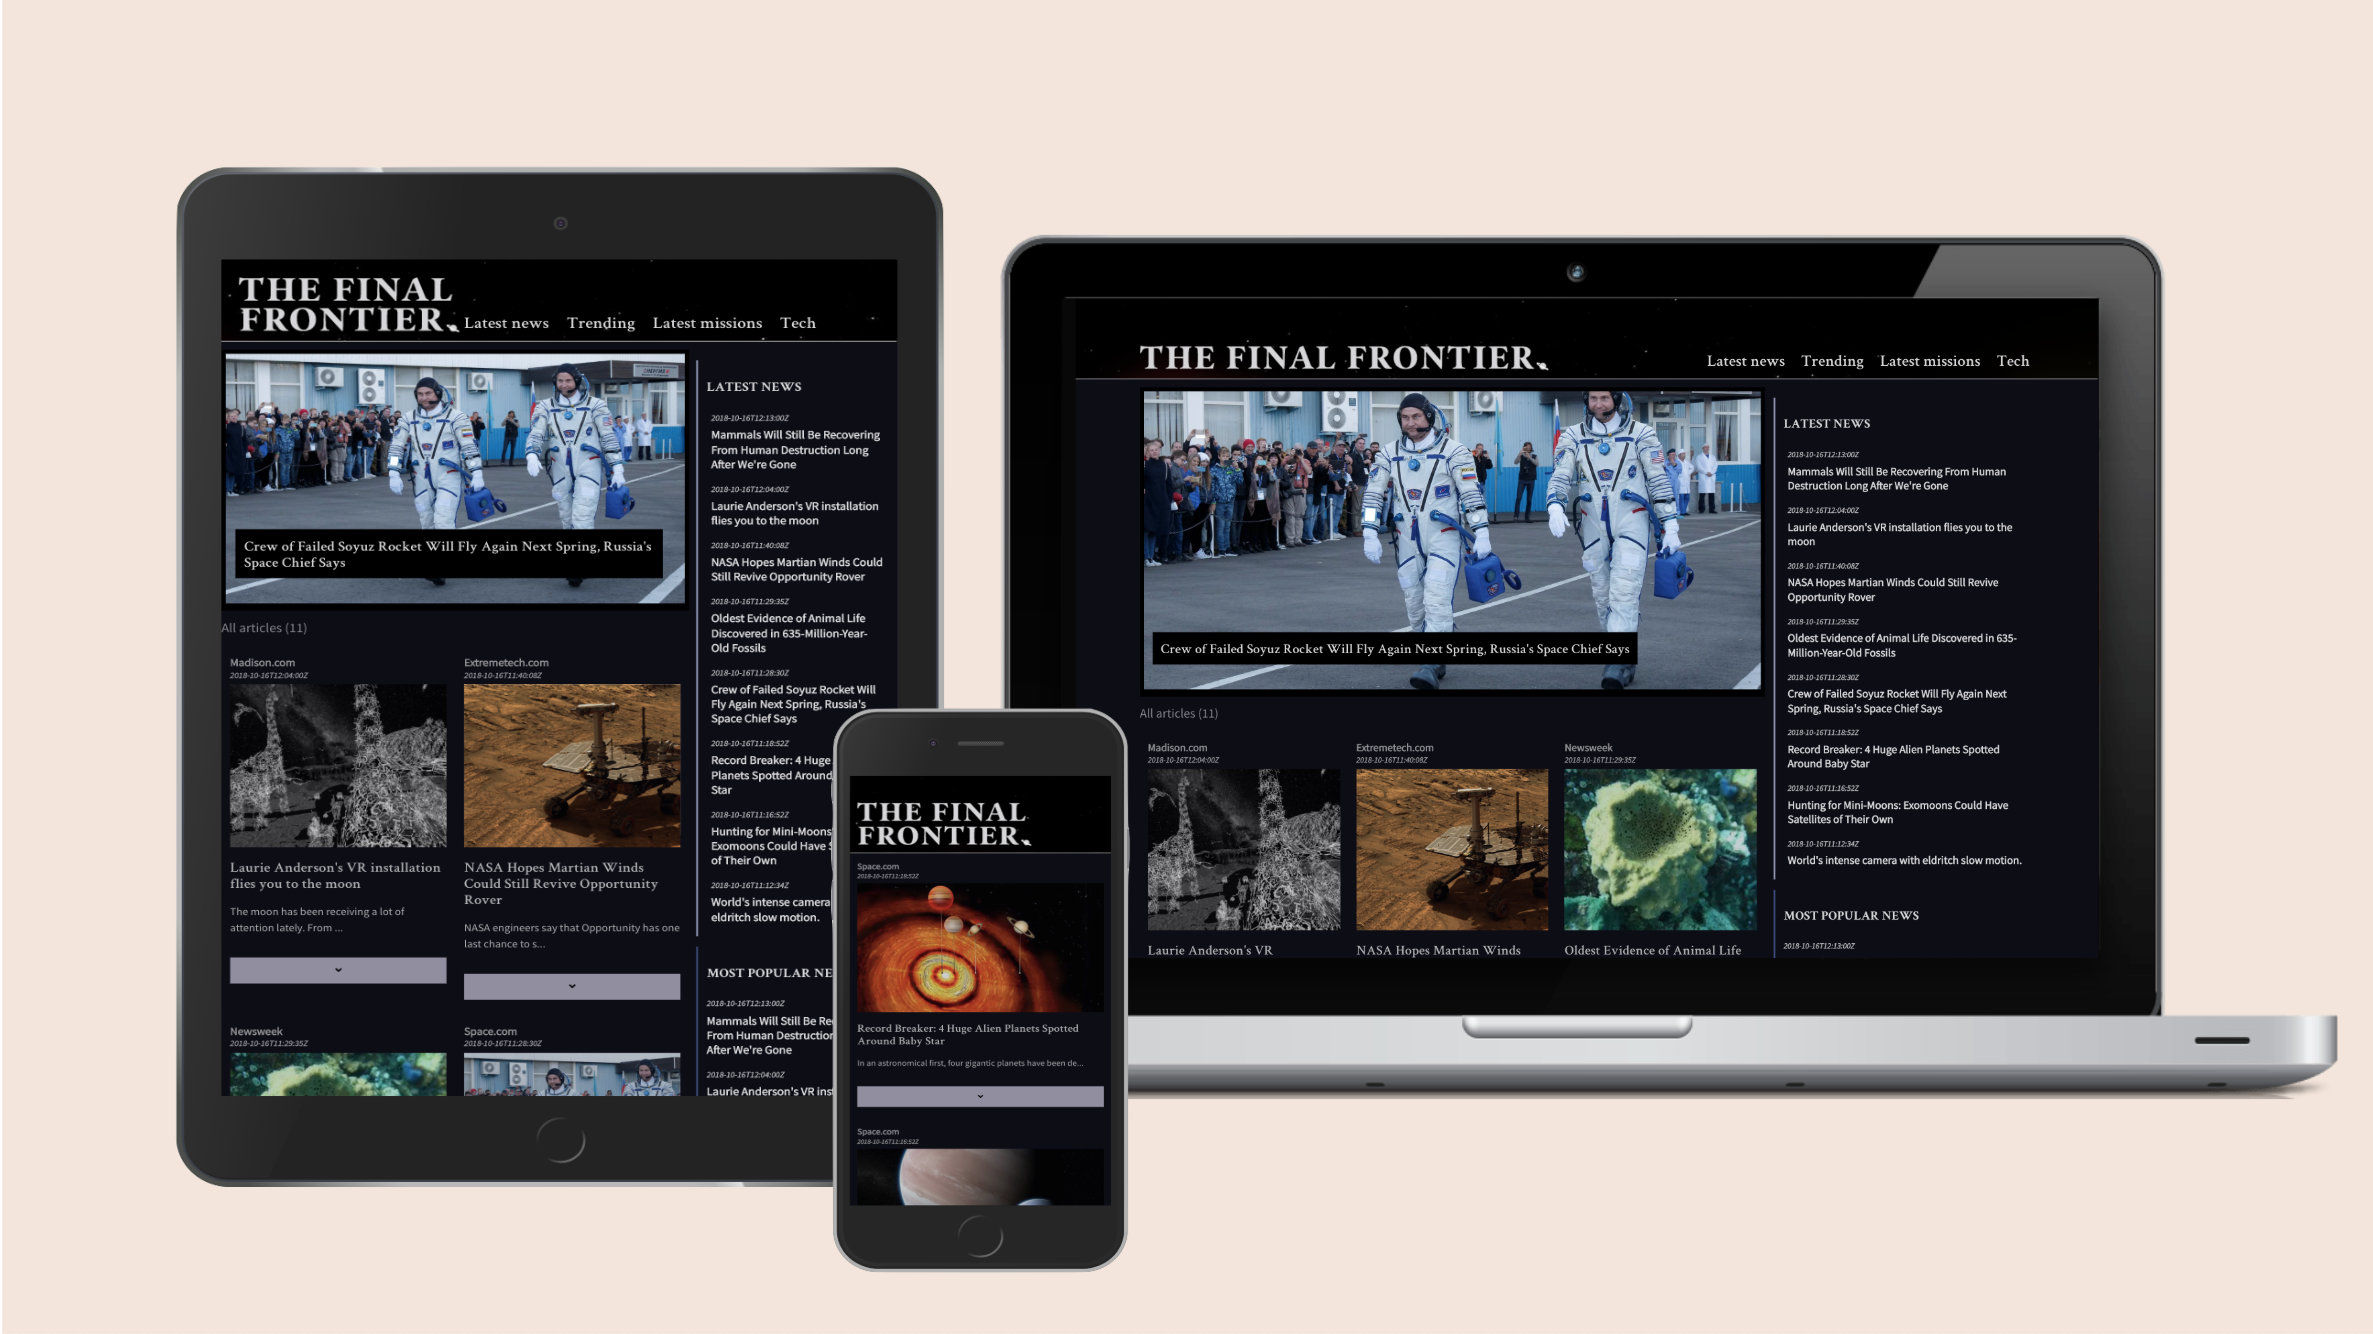 THE FINAL
FRONTIER.
Latest news Trending Latest missions Tech
Crew of Failed Soyuz Rocket Will Fly Again Next Spring, Russia's
Space Chief Says
All articles (11)
Madison.com
2018-10-16T12:04:00Z
Laurie Anderson's VR installation
flies you to the moon
The moon has been receiving a lot of
attention lately. From ...
Extremetech.com
2018-10-16T11:40:08Z
NASA Hopes Martian Winds
Could Still Revive Opportunity
Rover
NASA engineers say that Opportunity has one
last chance to s...
Newsweek
2018-10-16T11:29:35Z
Space.com
2018-10-16T11:28:30Z
LATEST NEWS
2018-10-16T12:13:00Z
Mammals Will Still Be Recovering
From Human Destruction Long
After We're Gone
2018-10-16T12:04:00Z
Laurie Anderson's VR installation
flies you to the moon
2018-10-16T11:40:08Z
NASA Hopes Martian Winds Could
Still Revive Opportunity Rover
2018-10-16T11:29:35Z
Oldest Evidence of Animal Life
Discovered in 635-Million-Year-
Old Fossils
2018-10-16T11:28:30Z
Crew of Failed Soyuz Rocket Will
Fly Again Next Spring, Russia's
Space Chief Says
2018-10-16T11:18:52Z
Record Breaker: 4 Huge
Planets Spotted Around
Star
2018-10-16T11:16:52Z
Hunting for Mini-Moons
Exomoons Could Have S
of Their Own
2018-10-16T11:12:34Z
World's intense camera
eldritch slow motion.
MOST POPULAR NE
2018-10-16T12:13:00Z
Mammals Will Still Be Re
From Human Destruction
After We're Gone
2018-10-16T12:04:00Z
Laurie Anderson's VR ins
THE FINAL
FRONTIER.
Space.com
2018-10-16T11:18:52Z
Record Breaker: 4 Huge Alien Planets Spotted
Around Baby Star
In an astronomical first, four gigantic planets have been de...
Space.com
2018-10-16T11:16:52Z
THE FINAL FRONTIER.
Latest news Trending Latest missions Tech
Crew of Failed Soyuz Rocket Will Fly Again Next Spring, Russia's Space Chief Says
All articles (11)
Madison.com
2018-10-16T12:04:00Z
Laurie Anderson's VR
Extremetech.com
2018-10-16T11:40:08Z
NASA Hopes Martian Winds
Newsweek
2018-10-16T11:29:35Z
Oldest Evidence of Animal Life
LATEST NEWS
2018-10-16T12:13:00Z
Mammals Will Still Be Recovering From Human
Destruction Long After We're Gone
2018-10-16T12:04:00Z
Laurie Anderson's VR installation flies you to the
moon
2018-10-16T11:40:08Z
NASA Hopes Martian Winds Could Still Revive
Opportunity Rover
2018-10-16T11:29:35Z
Oldest Evidence of Animal Life Discovered in 635-
Million-Year-Old Fossils
2018-10-16T11:28:30Z
Crew of Failed Soyuz Rocket Will Fly Again Next
Spring, Russia's Space Chief Says
2018-10-16T11:18:52Z
Record Breaker: 4 Huge Alien Planets Spotted
Around Baby Star
2018-10-16T11:16:52Z
Hunting for Mini-Moons: Exomoons Could Have
Satellites of Their Own
2018-10-16T11:12:34Z
World's intense camera with eldritch slow motion.
MOST POPULAR NEWS
2018-10-16T12:13:00Z